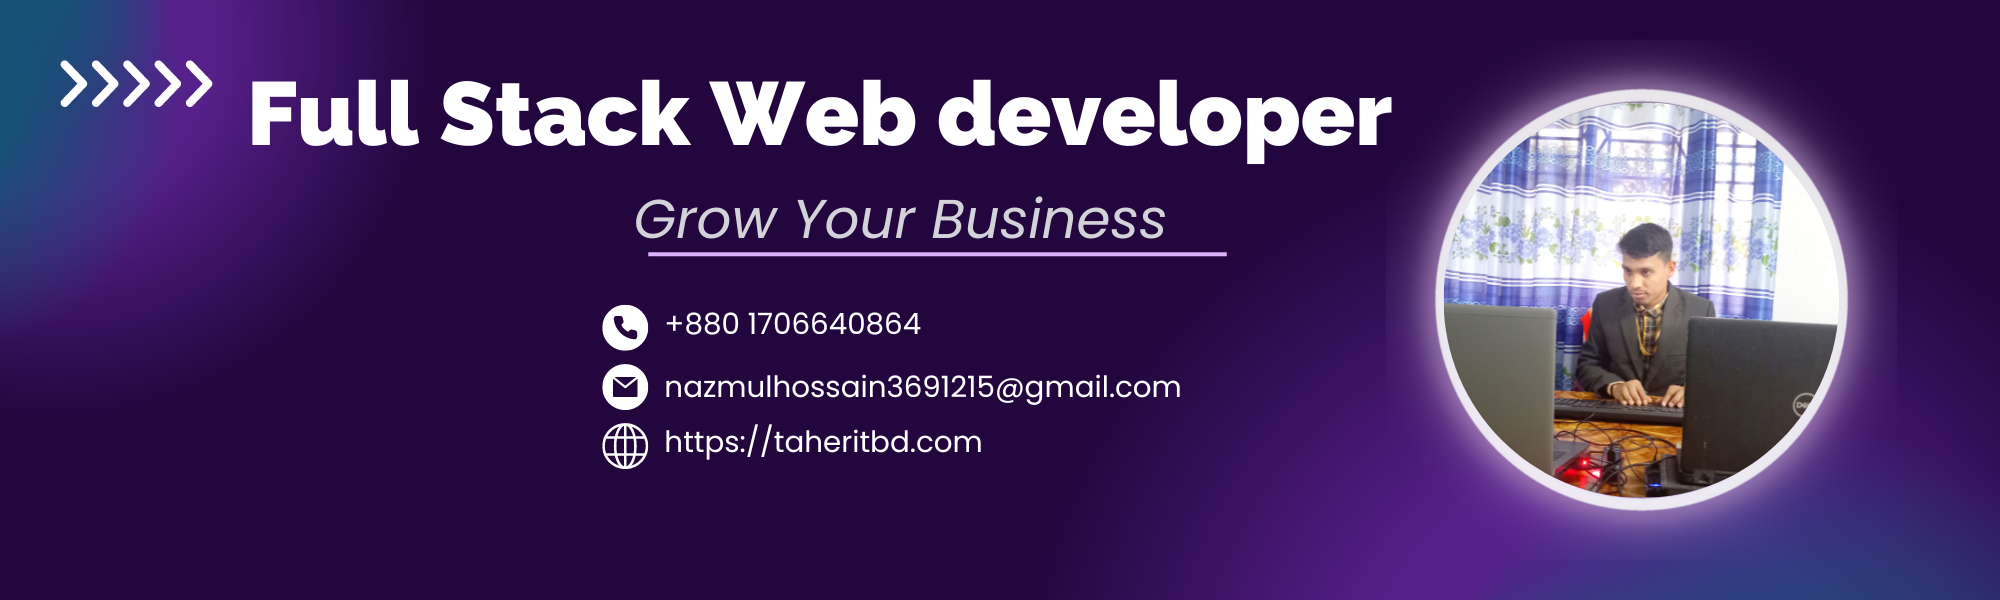 Full Stack Web developer
Grow Your Business
+880 1706640864
nazmulhossain3691215@gmail.com
https://taheritbd.com